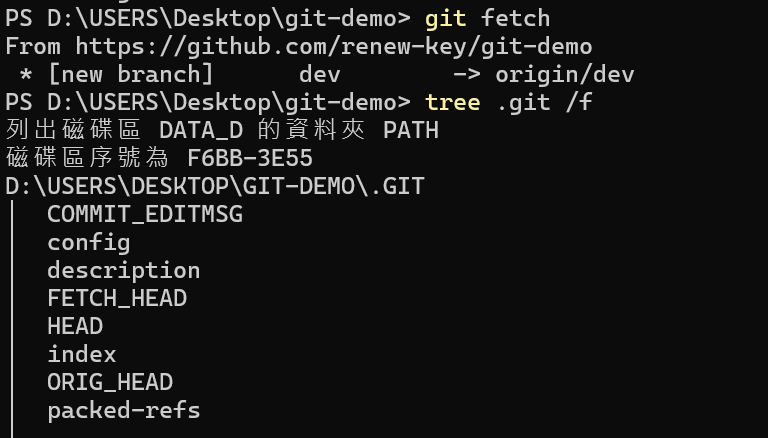 PS D:\USERS\Desktop\git-demo> git fetch
From https://github.com/renew-key/git-demo
 * [new branch]      dev        -> origin/dev
PS D:\USERS\Desktop\git-demo> tree .git /f
列出磁碟區 DATA_D 的資料夾 PATH
磁碟區序號為 F6BB-3E55
D:\USERS\DESKTOP\GIT-DEMO\.GIT
│  COMMIT_EDITMSG
│  config
│  description
│  FETCH_HEAD
│  HEAD
│  index
│  ORIG_HEAD
│  packed-refs